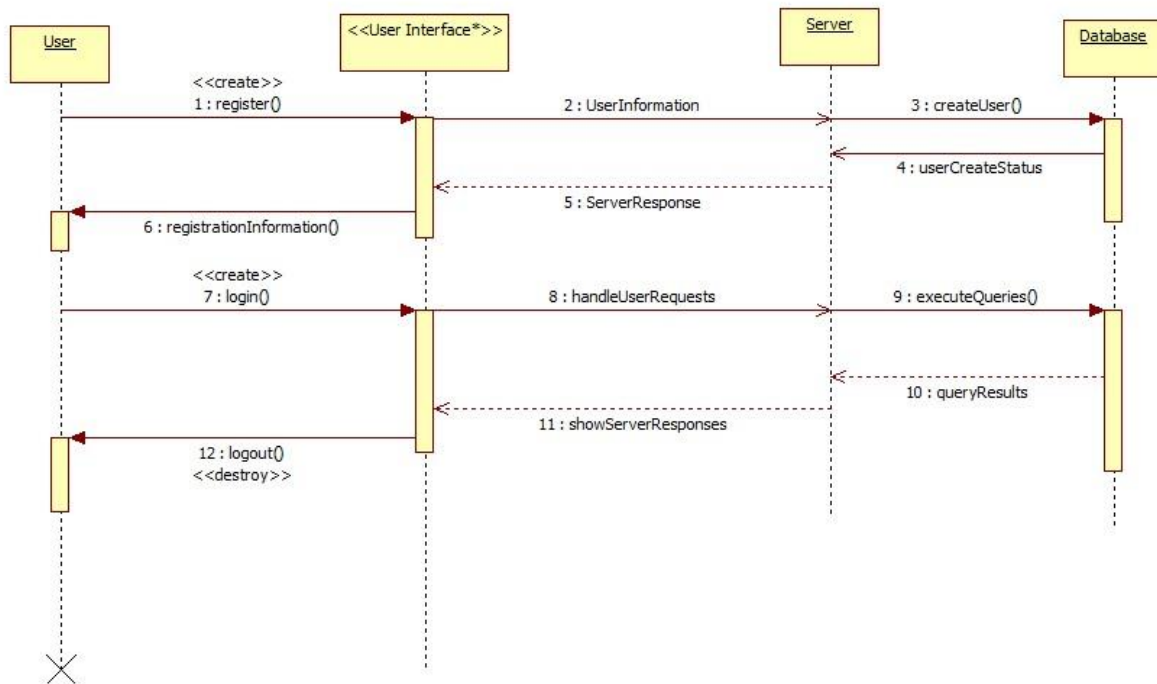 User
<<User Interface*>>
Server
Database
<<create>>
1 : register()
2 : UserInformation
3 : createUser()
4 : userCreateStatus
5 : ServerResponse
6 : registrationInformation()
<<create>>
7 : login()
8 : handleUserRequests
9 : executeQueries()
10 : queryResults
11 : showServerResponses
12 : logout()
<<destroy>>